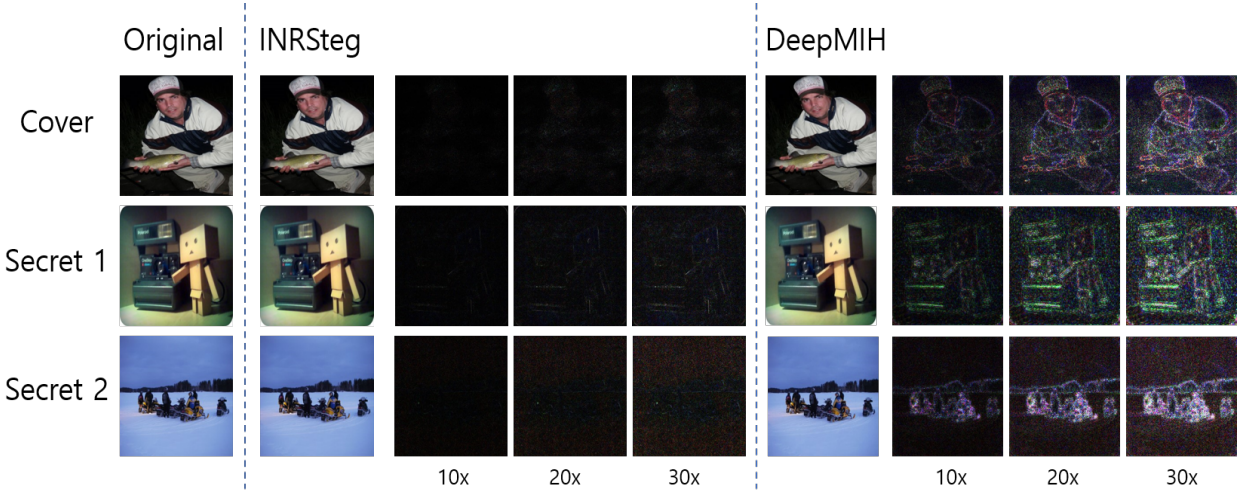 Original INRSteg DeepMIH
Cover
Secret 1
Secret 2
10x 20x 30x 10x 20x 30x